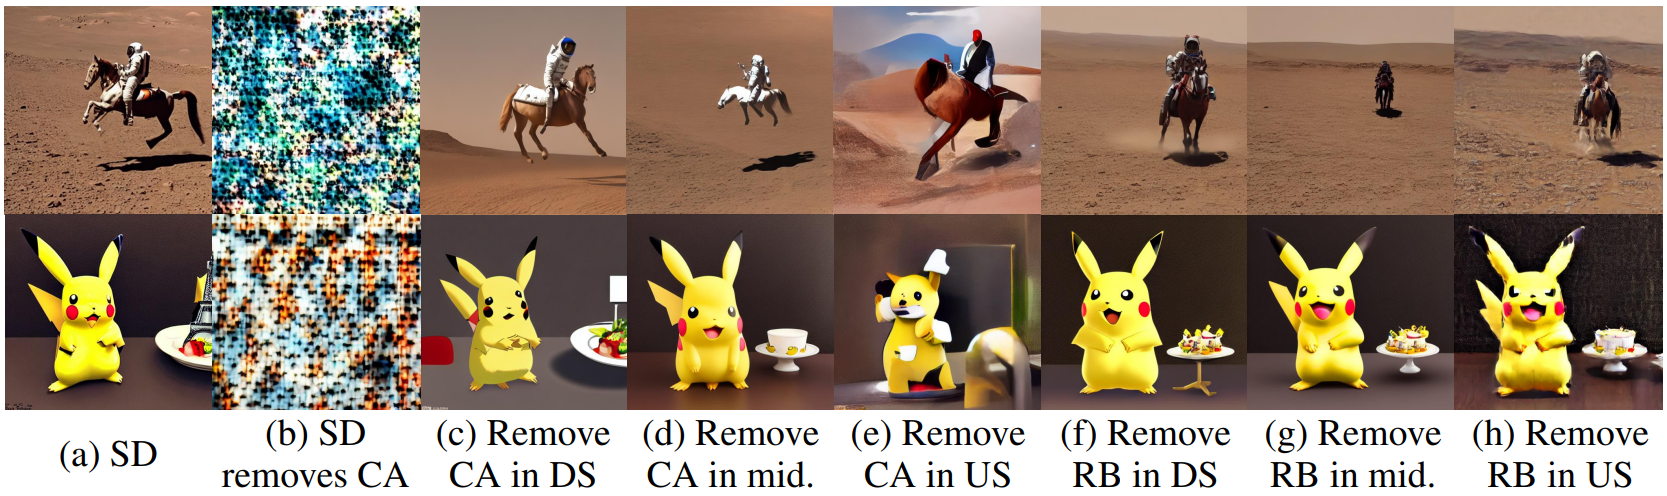 (a) SD
(b) SD
removes CA
(c) Remove
CA in DS
(d) Remove
CA in mid.
(e) Remove
CA in US
(f) Remove
RB in DS
(g) Remove
RB in mid.
(h) Remove
RB in US